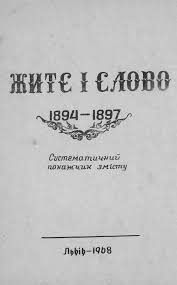 ЖИТЄ І СЛОВО
1894—1897
Систематичний
покажчик змісту
Львів—1968